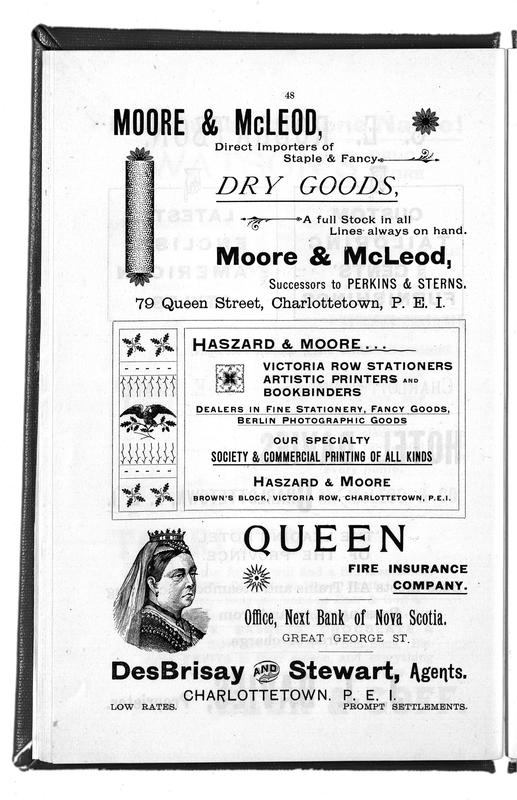 48
MOORE & McLEOD,
Direct Importers of
Staple & Fancy
DRY GOODS,
A full Stock in all
Lines always on hand.
Moore & McLeod,
Successors to PERKINS & STERNS.
79 Queen Street, Charlottetown, P. E. I.
HASZARD & MOORE...
VICTORIA ROW STATIONERS
ARTISTIC PRINTERS AND
BOOKBINDERS
DEALERS IN FINE STATIONERY, FANCY GOODS,
BERLIN PHOTOGRAPHIC GOODS
OUR SPECIALTY
SOCIETY & COMMERCIAL PRINTING OF ALL KINDS
HASZARD & MOORE
BROWN'S BLOCK, VICTORIA ROW, CHARLOTTETOWN, P.E.I.
QUEEN
FIRE INSURANCE
COMPANY.
Office, Next Bank of Nova Scotia.
GREAT GEORGE ST.
DesBrisay AND Stewart, Agents.
CHARLOTTETOWN. P. E. I.
LOW RATES. PROMPT SETTLEMENTS.